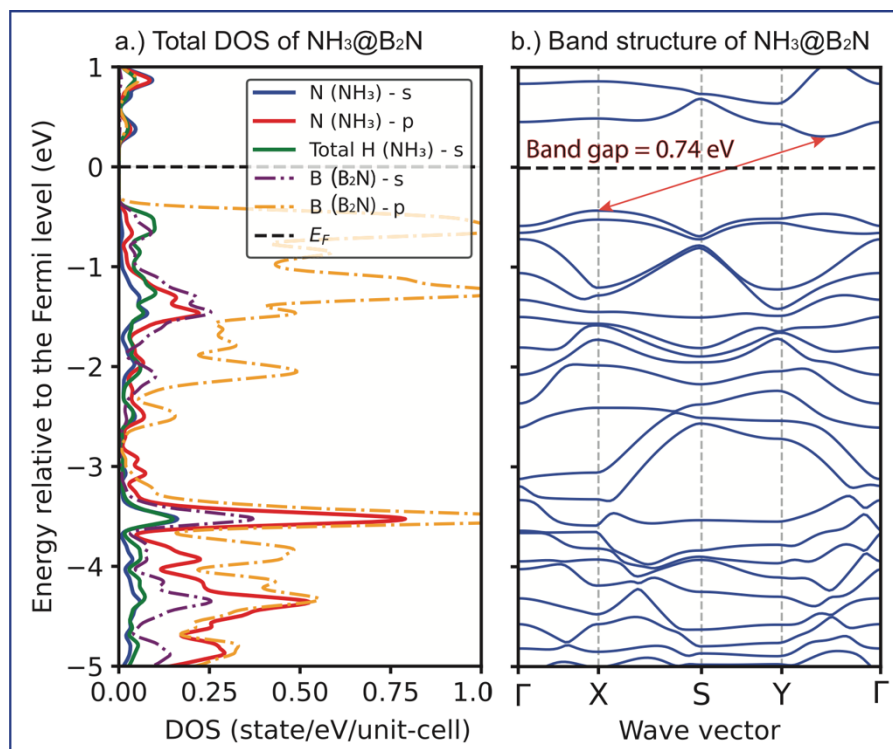 a.) Total DOS of NH₃@B₂N
b.) Band structure of NH₃@B₂N
Energy relative to the Fermi level (eV)
1
0
−1
−2
−3
−4
−5
N (NH₃) - s
N (NH₃) - p
Total H (NH₃) - s
B (B₂N) - s
B (B₂N) - p
E_F
0.00
0.25
0.50
0.75
1.0
DOS (state/eV/unit-cell)
Band gap = 0.74 eV
Γ
X
S
Y
Γ
Wave vector